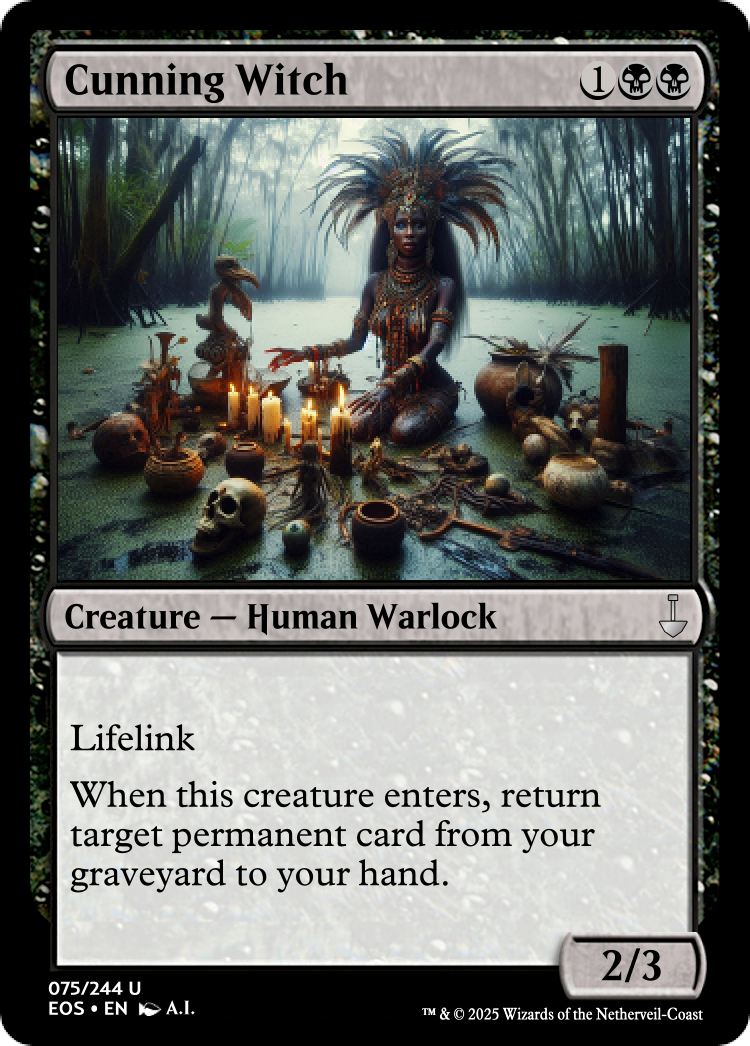 Cunning Witch 1
Creature — Human Warlock
Lifelink
When this creature enters, return
target permanent card from your
graveyard to your hand.
2/3
075/244 U
EOS • EN A.I.
™ & © 2025 Wizards of the Netherveil-Coast